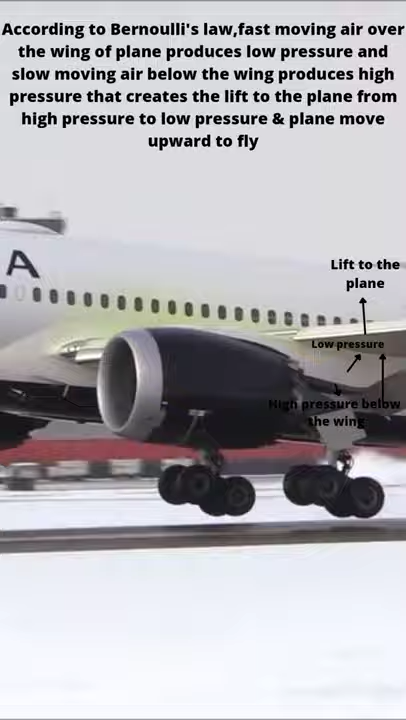 According to Bernoulli's law,fast moving air over
the wing of plane produces low pressure and
slow moving air below the wing produces high
pressure that creates the lift to the plane from
high pressure to low pressure & plane move
upward to fly
A
Lift to the
plane
Low pressure
High pressure below
the wing